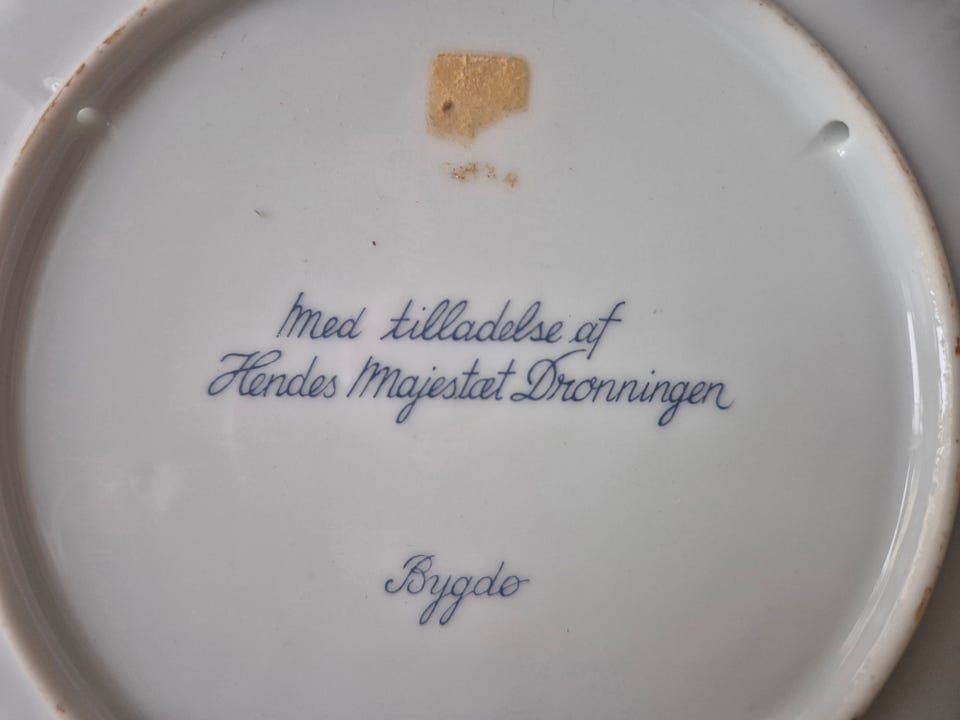 Med tilladelse af
Hendes Majestæt Dronningen
Bygdø